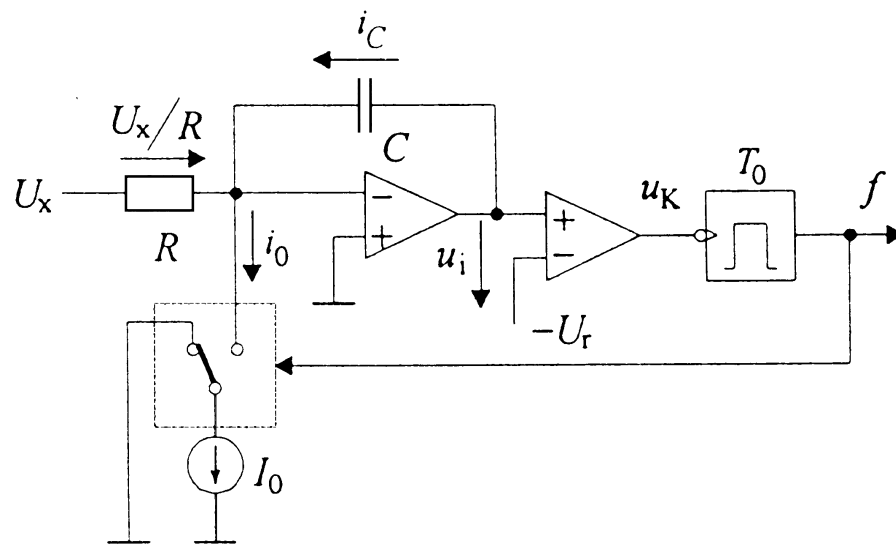 i_C
U_x/R
C
T_0
U_x
−
+
+
−
u_K
f
R
i_0
u_i
−U_r
I_0